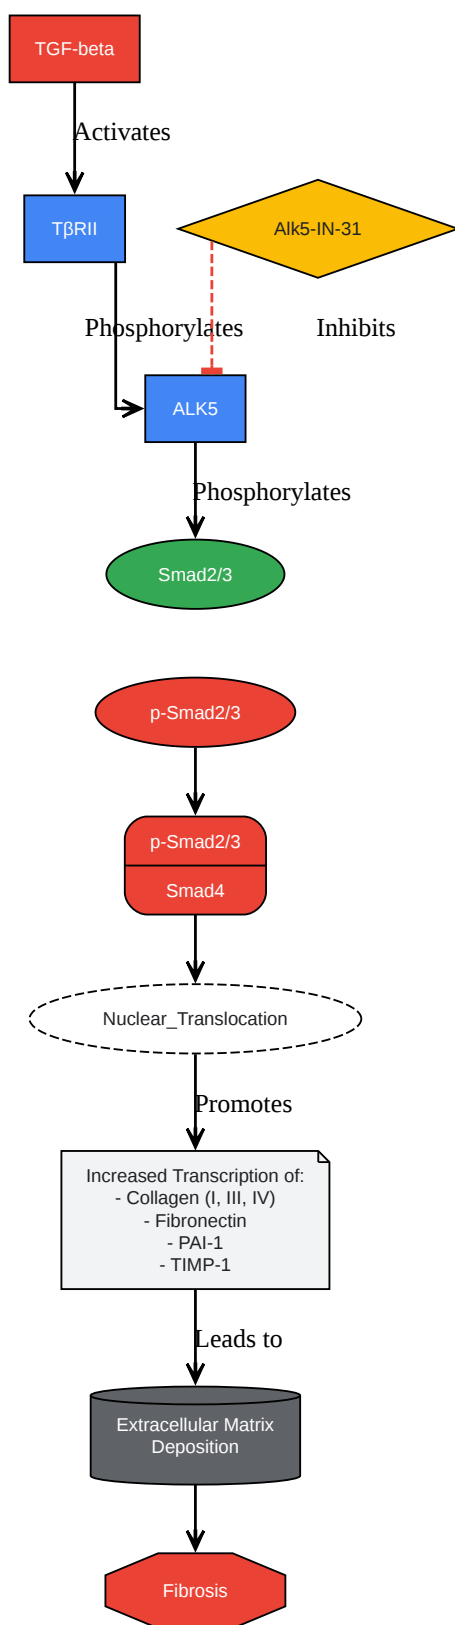 TGF-beta
Activates
TβRII
Alk5-IN-31
Phosphorylates
Inhibits
ALK5
Phosphorylates
Smad2/3
p-Smad2/3
p-Smad2/3
Smad4
Nuclear_Translocation
Promotes
Increased Transcription of:
- Collagen (I, III, IV)
- Fibronectin
- PAI-1
- TIMP-1
Leads to
Extracellular Matrix
Deposition
Fibrosis